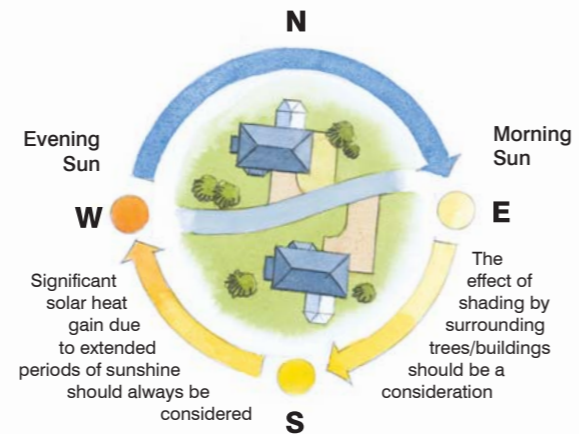 N
Evening
Sun
Morning
Sun
W
E
Significant
solar heat
gain due
to extended
periods of sunshine
should always be
considered
The
effect of
shading by
surrounding
trees/buildings
should be a
consideration
S